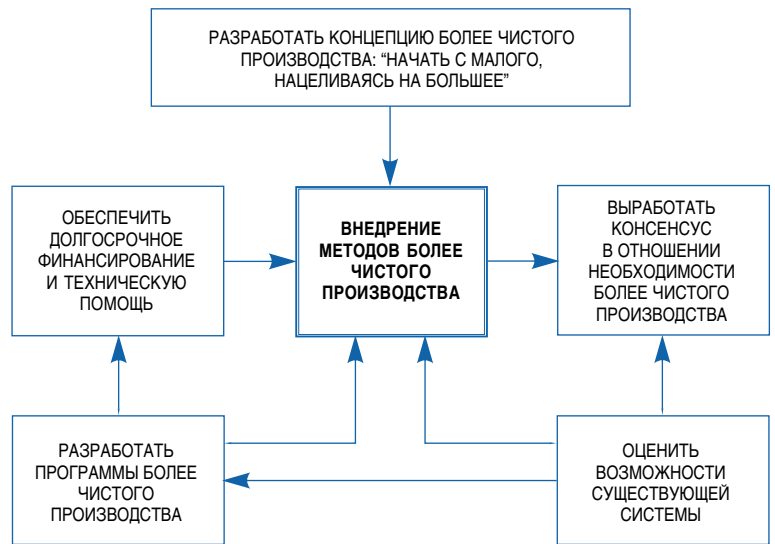 РАЗРАБОТАТЬ КОНЦЕПЦИЮ БОЛЕЕ ЧИСТОГО
ПРОИЗВОДСТВА: “НАЧАТЬ С МАЛОГО,
НАЦЕЛИВАЯСЬ НА БОЛЬШЕЕ”
ОБЕСПЕЧИТЬ
ДОЛГОСРОЧНОЕ
ФИНАНСИРОВАНИЕ
И ТЕХНИЧЕСКУЮ
ПОМОЩЬ
ВНЕДРЕНИЕ
МЕТОДОВ БОЛЕЕ
ЧИСТОГО
ПРОИЗВОДСТВА
ВЫРАБОТАТЬ
КОНСЕНСУС
В ОТНОШЕНИИ
НЕОБХОДИМОСТИ
БОЛЕЕ ЧИСТОГО
ПРОИЗВОДСТВА
РАЗРАБОТАТЬ
ПРОГРАММЫ БОЛЕЕ
ЧИСТОГО
ПРОИЗВОДСТВА
ОЦЕНИТЬ
ВОЗМОЖНОСТИ
СУЩЕСТВУЮЩЕЙ
СИСТЕМЫ